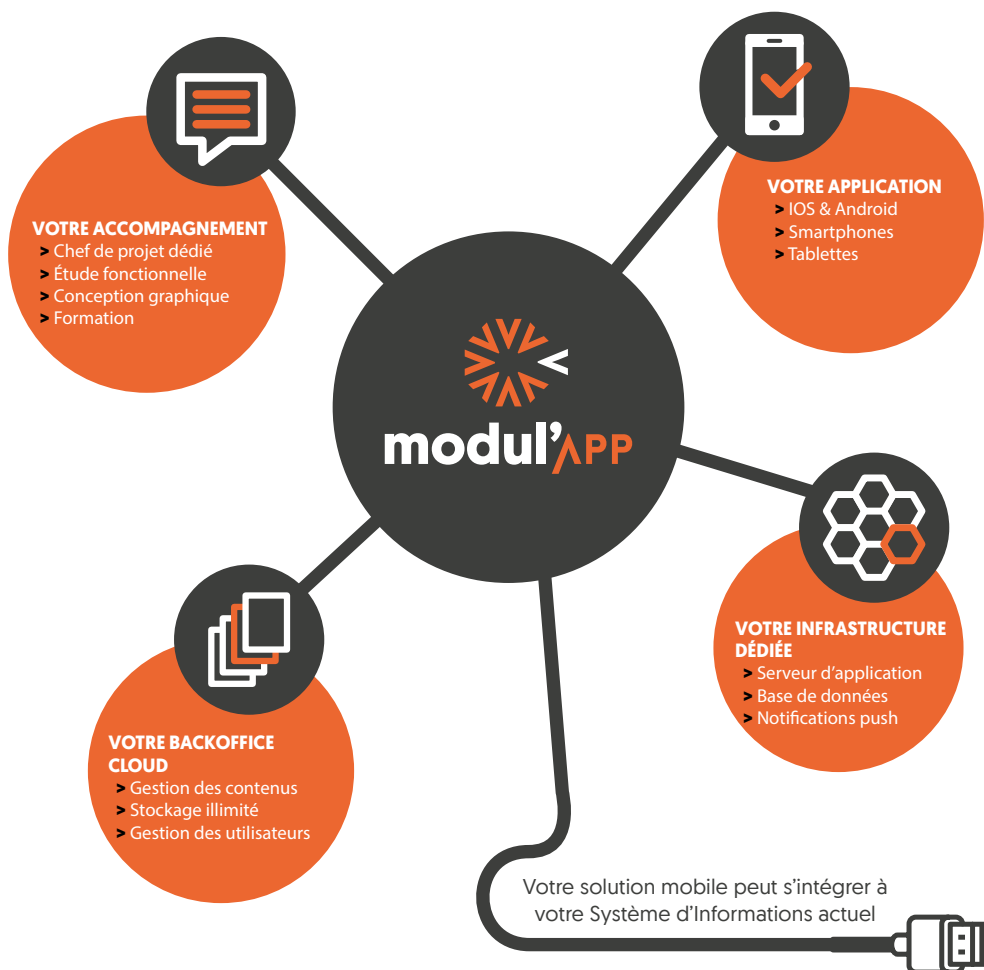 VOTRE ACCOMPAGNEMENT
> Chef de projet dédié
> Étude fonctionnelle
> Conception graphique
> Formation
VOTRE APPLICATION
> IOS & Android
> Smartphones
> Tablettes
modul'APP
VOTRE INFRASTRUCTURE
DÉDIÉE
> Serveur d'application
> Base de données
> Notifications push
VOTRE BACKOFFICE
CLOUD
> Gestion des contenus
> Stockage illimité
> Gestion des utilisateurs
Votre solution mobile peut s'intégrer à
votre Système d'Informations actuel